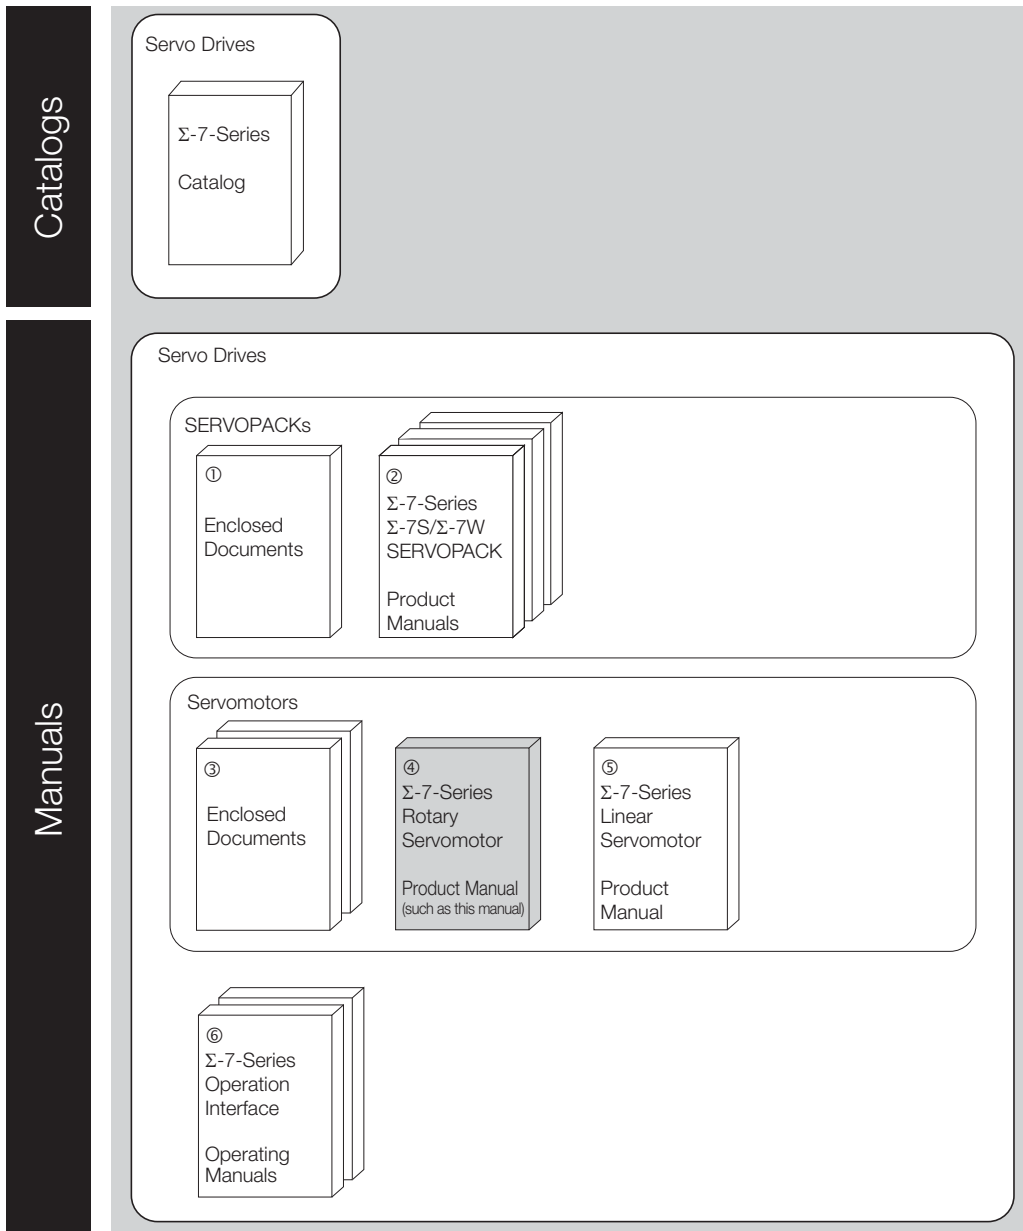 Catalogs
Servo Drives
Σ-7-Series
Catalog
Manuals
Servo Drives
SERVOPACKs
①
Enclosed
Documents
②
Σ-7-Series
Σ-7S/Σ-7W
SERVOPACK
Product
Manuals
Servomotors
③
Enclosed
Documents
④
Σ-7-Series
Rotary
Servomotor
Product Manual
(such as this manual)
⑤
Σ-7-Series
Linear
Servomotor
Product
Manual
⑥
Σ-7-Series
Operation
Interface
Operating
Manuals